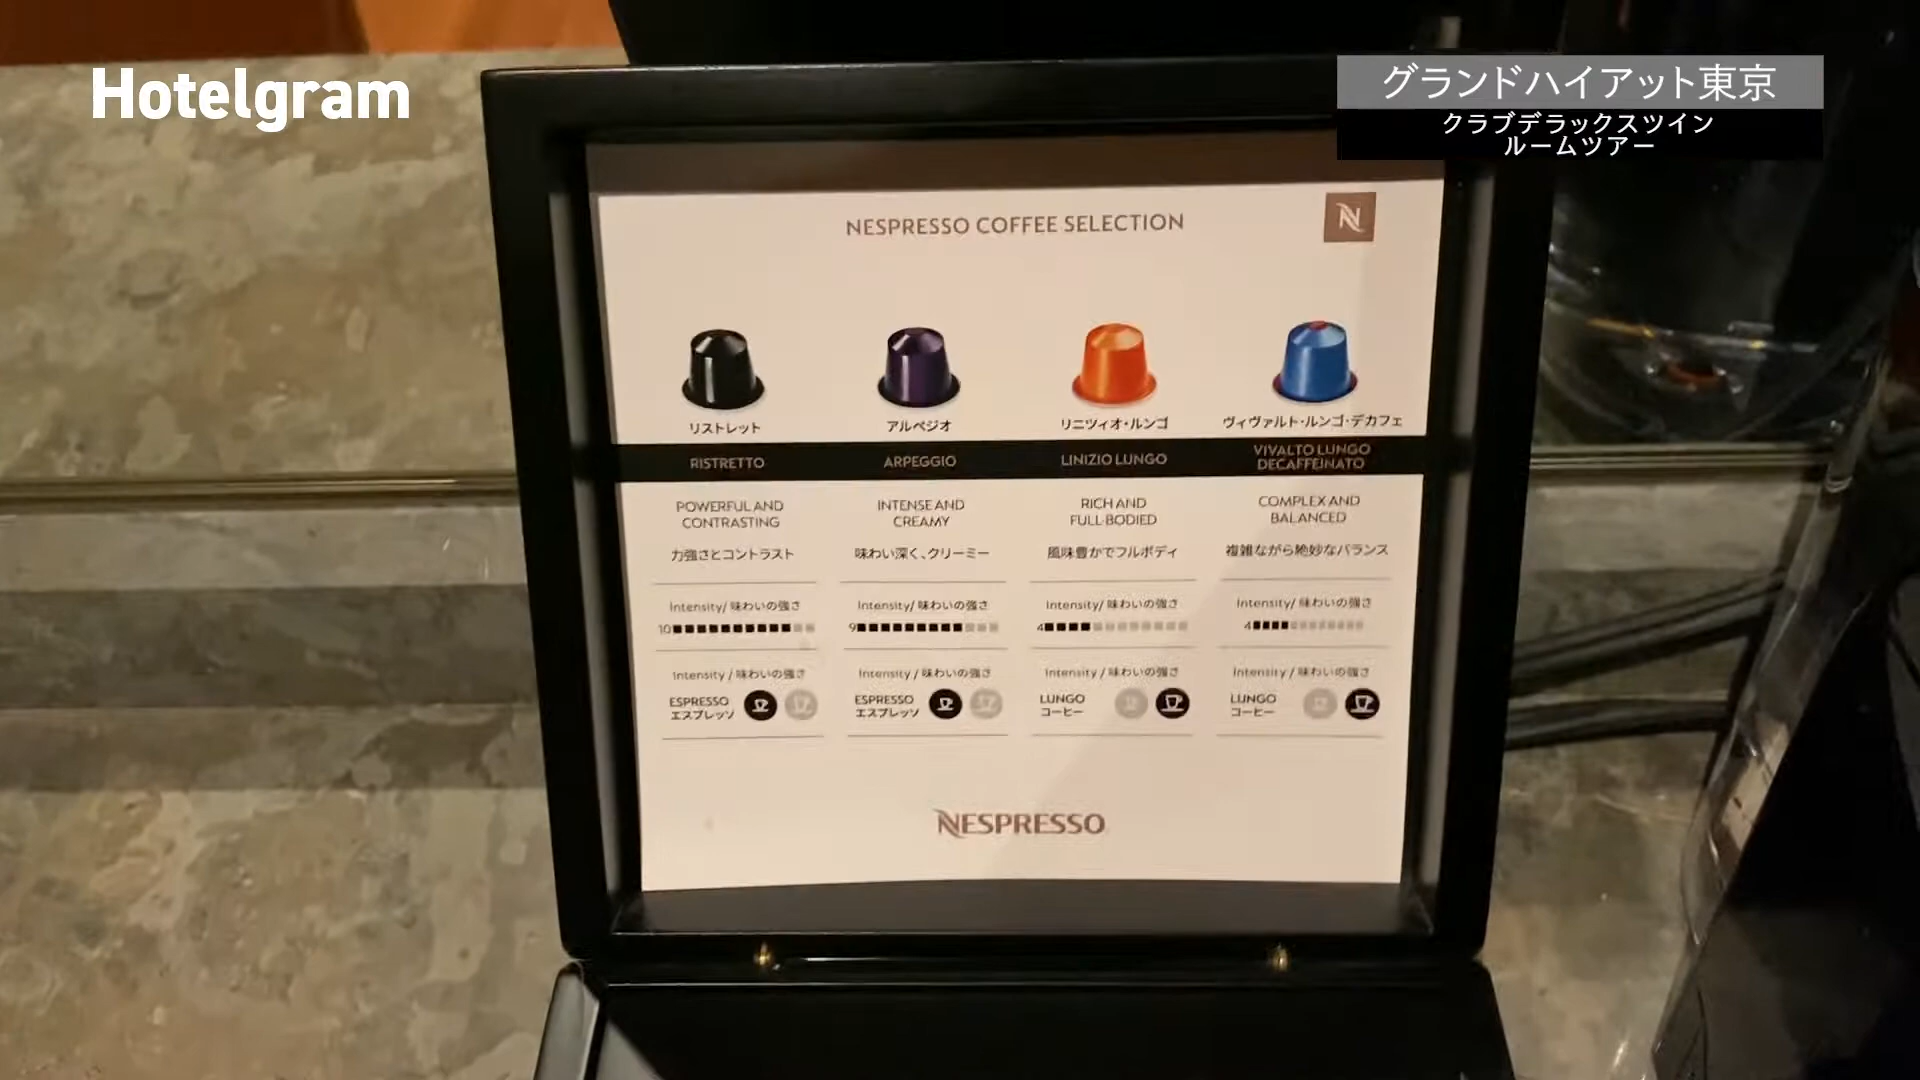 Hotelgram
グランドハイアット東京
クラブデラックスツイン
ルームツアー
NESPRESSO COFFEE SELECTION
N
リストレット
アルペジオ
リニツィオ・ルンゴ
ヴィヴァルト・ルンゴ・デカフェ
RISTRETTO
ARPEGGIO
LINIZIO LUNGO
VIVALTO LUNGO
DECAFFEINATO
POWERFUL AND
CONTRASTING
INTENSE AND
CREAMY
RICH AND
FULL-BODIED
COMPLEX AND
BALANCED
力強さとコントラスト
味わい深く、クリーミー
風味豊かでフルボディ
複雑ながら絶妙なバランス
Intensity/ 味わいの強さ
Intensity/ 味わいの強さ
Intensity/ 味わいの強さ
Intensity/ 味わいの強さ
10
9
4
4
Intensity / 味わいの強さ
Intensity / 味わいの強さ
Intensity / 味わいの強さ
Intensity / 味わいの強さ
ESPRESSO
エスプレッソ
ESPRESSO
エスプレッソ
LUNGO
コーヒー
LUNGO
コーヒー
NESPRESSO